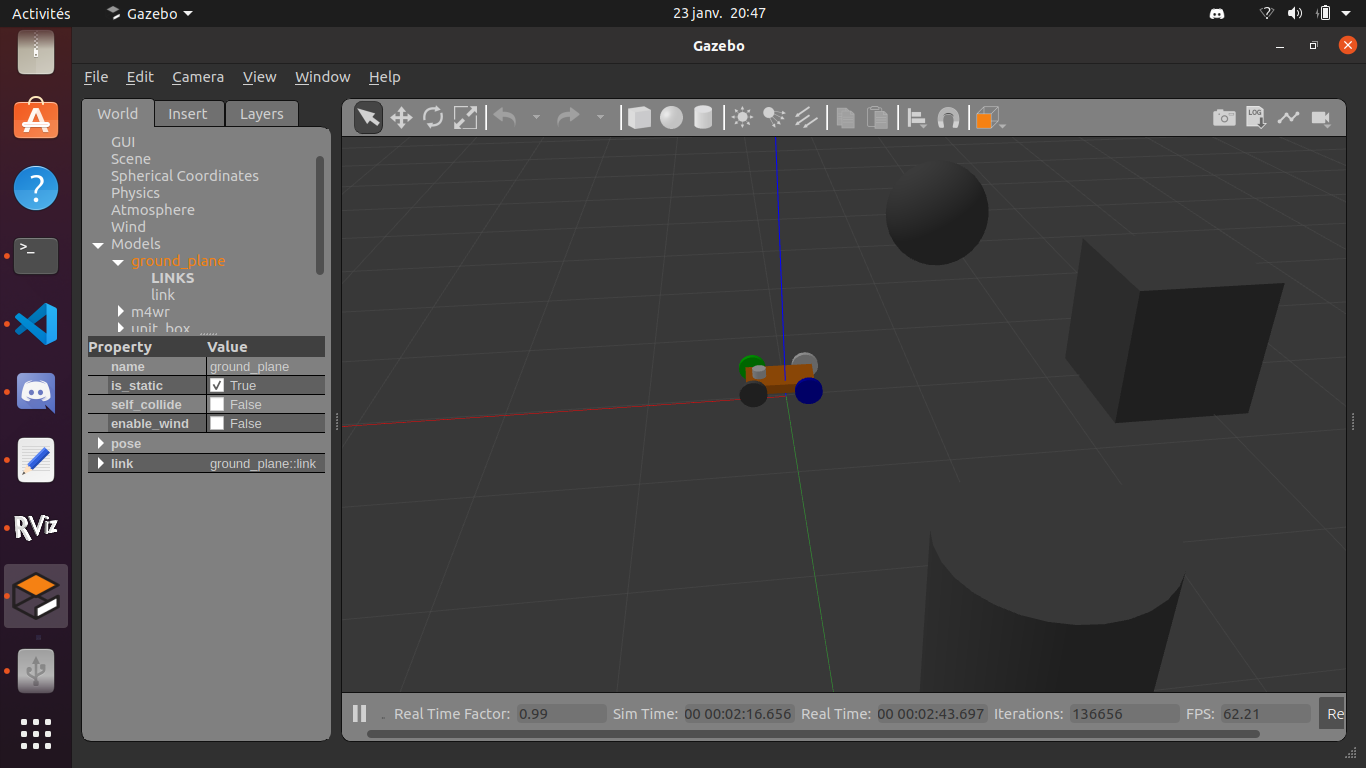 Activités
Gazebo
23 janv.  20:47
Gazebo
File Edit Camera View Window Help
World Insert Layers
GUI
Scene
Spherical Coordinates
Physics
Atmosphere
Wind
Models
ground_plane
LINKS
link
m4wr
unit_box
Property Value
name ground_plane
is_static True
self_collide False
enable_wind False
pose
link ground_plane::link
LOG
>_
?
RViz
Real Time Factor: 0.99 Sim Time: 00 00:02:16.656 Real Time: 00 00:02:43.697 Iterations: 136656 FPS: 62.21 Re